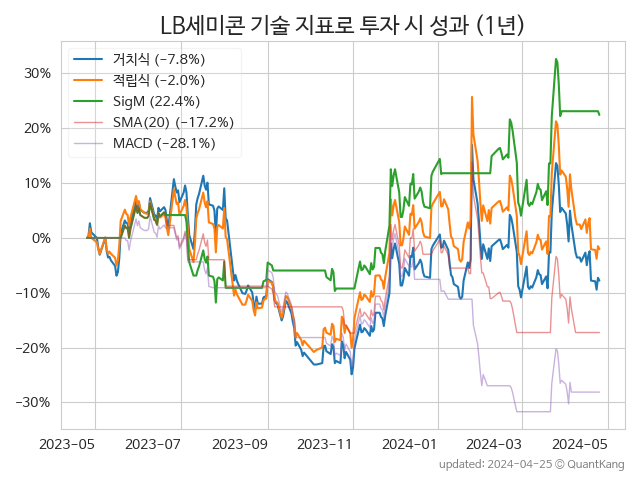 LB세미콘 기술 지표로 투자 시 성과 (1년)
거치식 (−7.8%)
적립식 (−2.0%)
SigM (22.4%)
SMA(20) (−17.2%)
MACD (−28.1%)
30%
20%
10%
0%
−10%
−20%
−30%
2023-05 2023-07 2023-09 2023-11 2024-01 2024-03 2024-05
updated: 2024-04-25 © QuantKang